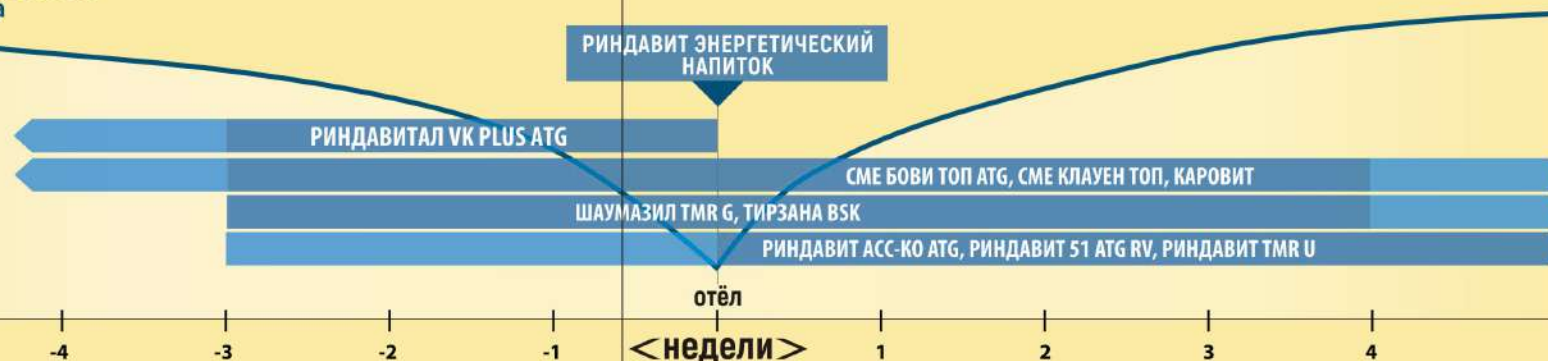 а
РИНДАВИТ ЭНЕРГЕТИЧЕСКИЙ
НАПИТОК
РИНДАВИТАЛ VK PLUS ATG
СМЕ БОВИ ТОП ATG, СМЕ КЛАУЕН ТОП, КАРОВИТ
ШАУМАЗИЛ TMR G, ТИРЗАНА BSK
РИНДАВИТ АСС-КО ATG, РИНДАВИТ 51 ATG RV, РИНДАВИТ TMR U
отёл
-4 -3 -2 -1 <недели> 1 2 3 4